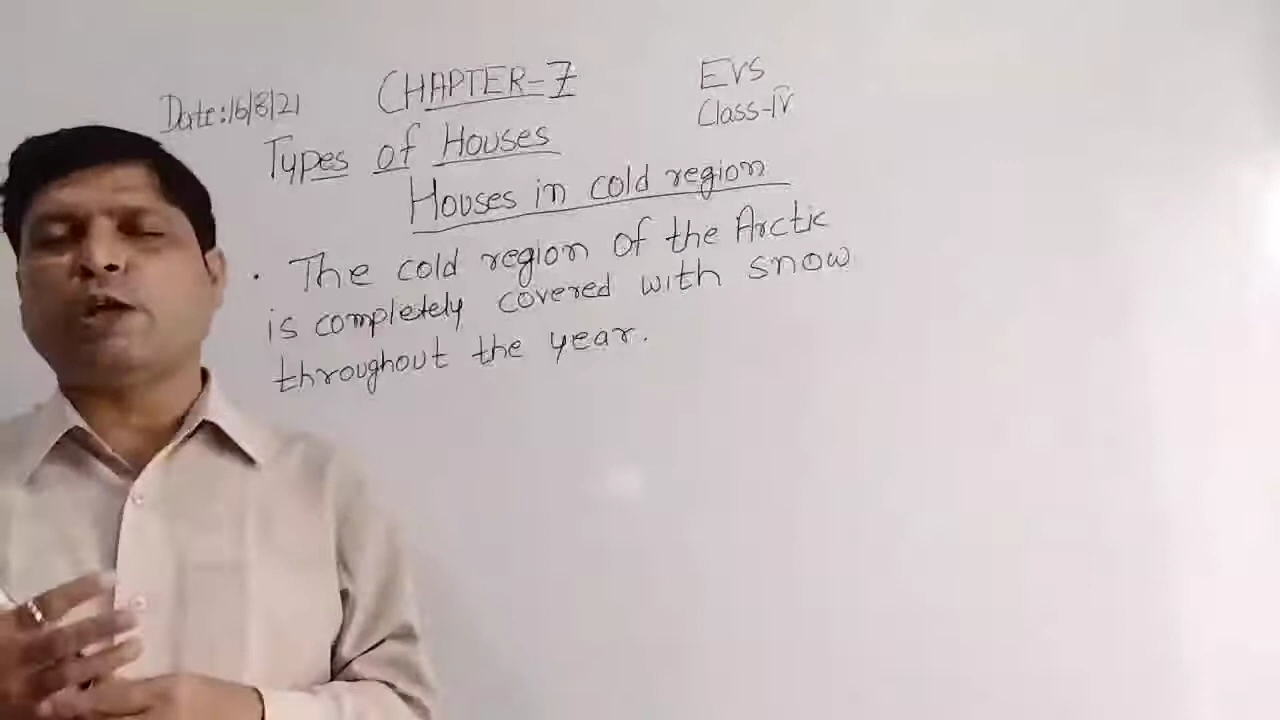 Date:16/8/21
CHAPTER-7
EVS
Class-IV
Types of Houses
Houses in cold region
• The cold region of the Arctic
is completely covered with snow
throughout the year.